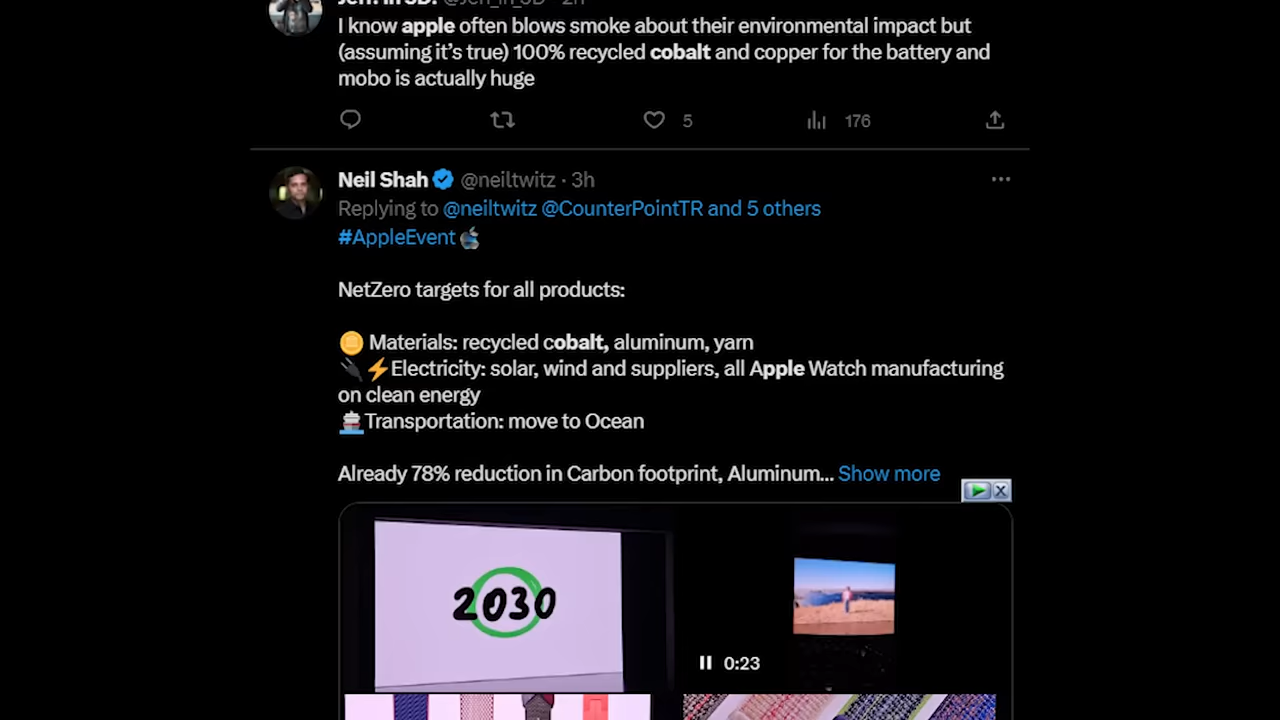 I know apple often blows smoke about their environmental impact but
(assuming it's true) 100% recycled cobalt and copper for the battery and
mobo is actually huge
5 176
Neil Shah @neiltwitz · 3h
Replying to @neiltwitz @CounterPointTR and 5 others
#AppleEvent
NetZero targets for all products:
Materials: recycled cobalt, aluminum, yarn
Electricity: solar, wind and suppliers, all Apple Watch manufacturing
on clean energy
Transportation: move to Ocean
Already 78% reduction in Carbon footprint, Aluminum... Show more
2030
0:23